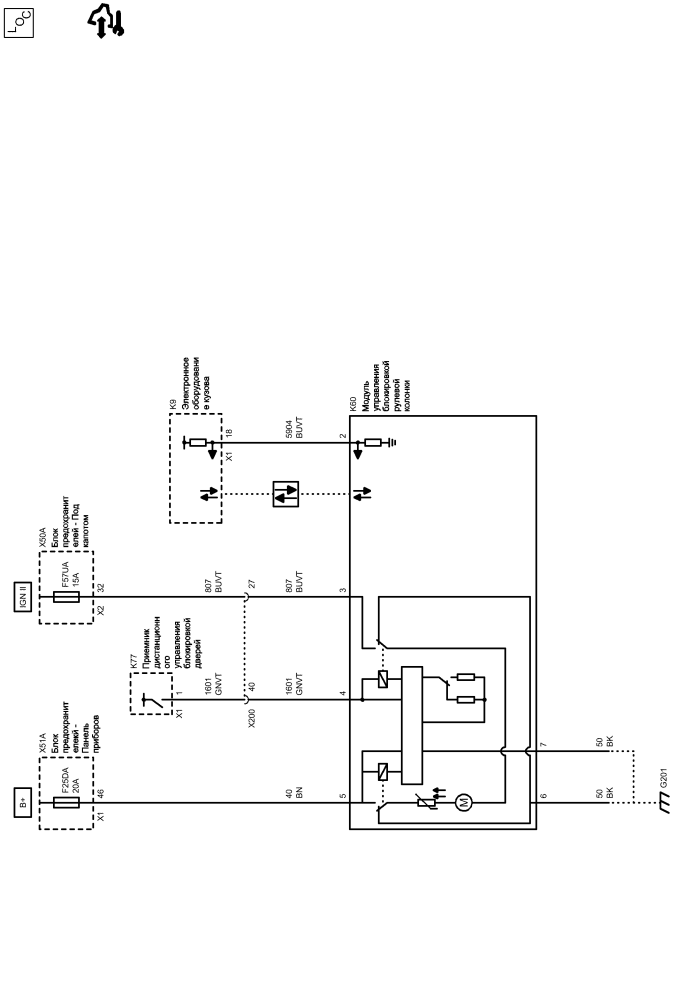 LOC
K9
Электронное
оборудовани
е кузова
18
X1
5904
BU/VT
2
K60
Модуль
управления
блокировкой
рулевой
колонки
IGN II
X50A
Блок
предохранит
елей - Под
капотом
F57UA
15A
32
X2
807
BU/VT
27
807
BU/VT
3
K77
Приемник
дистанционн
ого
управления
блокировкой
дверей
1
X1
1601
GN/VT
40
X200
1601
GN/VT
4
B+
X51A
Блок
предохранит
елекй -
Панель
приборов
F25DA
20A
46
X1
40
BN
5
M
7
50
BK
6
50
BK
G201